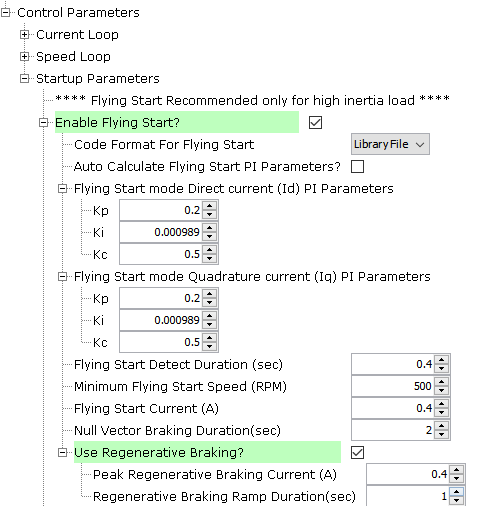 Control Parameters
Current Loop
Speed Loop
Startup Parameters
**** Flying Start Recommended only for high inertia load ****
Enable Flying Start?
Code Format For Flying Start Library File
Auto Calculate Flying Start PI Parameters?
Flying Start mode Direct current (Id) PI Parameters
Kp 0.2
Ki 0.000989
Kc 0.5
Flying Start mode Quadrature current (Iq) PI Parameters
Kp 0.2
Ki 0.000989
Kc 0.5
Flying Start Detect Duration (sec) 0.4
Minimum Flying Start Speed (RPM) 500
Flying Start Current (A) 0.4
Null Vector Braking Duration(sec) 2
Use Regenerative Braking?
Peak Regenerative Braking Current (A) 0.4
Regenerative Braking Ramp Duration(sec) 1